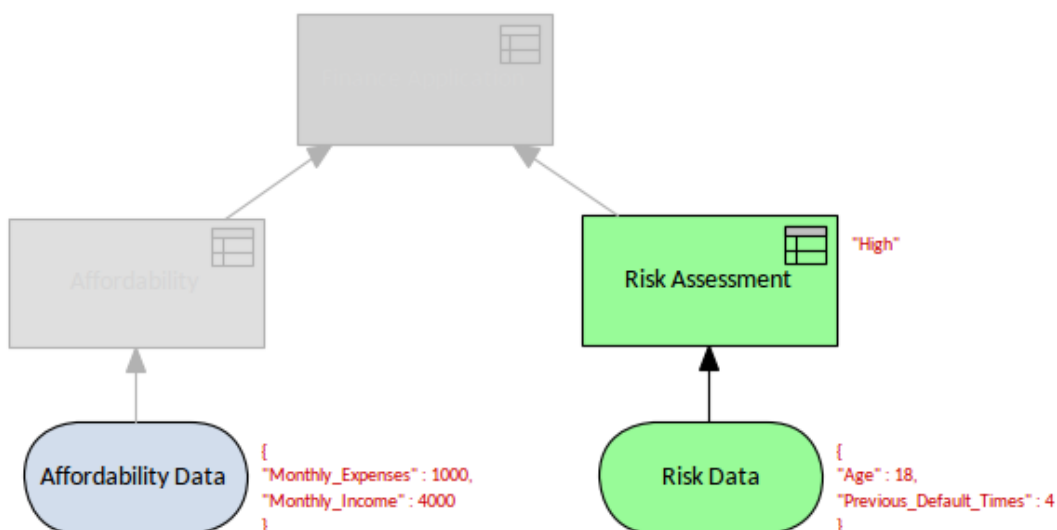 Affordability
"High"
Risk Assessment
Affordability Data
{
"Monthly_Expenses" : 1000,
"Monthly_Income" : 4000
}
Risk Data
{
"Age" : 18,
"Previous_Default_Times" : 4
}